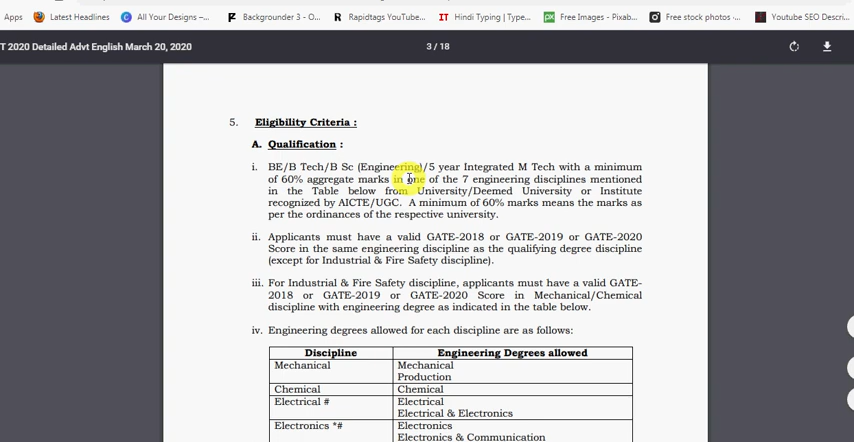 Apps Latest Headlines All Your Designs –... Backgrounder 3 - O... Rapidtags YouTube... Hindi Typing | Type... Free Images - Pixab... Free stock photos ·... Youtube SEO Descri...
T 2020 Detailed Advt English March 20, 2020 3 / 18
5. Eligibility Criteria :
A. Qualification :
i. BE/B Tech/B Sc (Engineering)/5 year Integrated M Tech with a minimum
of 60% aggregate marks in one of the 7 engineering disciplines mentioned
in the Table below from University/Deemed University or Institute
recognized by AICTE/UGC. A minimum of 60% marks means the marks as
per the ordinances of the respective university.
ii. Applicants must have a valid GATE-2018 or GATE-2019 or GATE-2020
Score in the same engineering discipline as the qualifying degree discipline
(except for Industrial & Fire Safety discipline).
iii. For Industrial & Fire Safety discipline, applicants must have a valid GATE-
2018 or GATE-2019 or GATE-2020 Score in Mechanical/Chemical
discipline with engineering degree as indicated in the table below.
iv. Engineering degrees allowed for each discipline are as follows:
Discipline Engineering Degrees allowed
Mechanical Mechanical
Production
Chemical Chemical
Electrical # Electrical
Electrical & Electronics
Electronics *# Electronics
Electronics & Communication